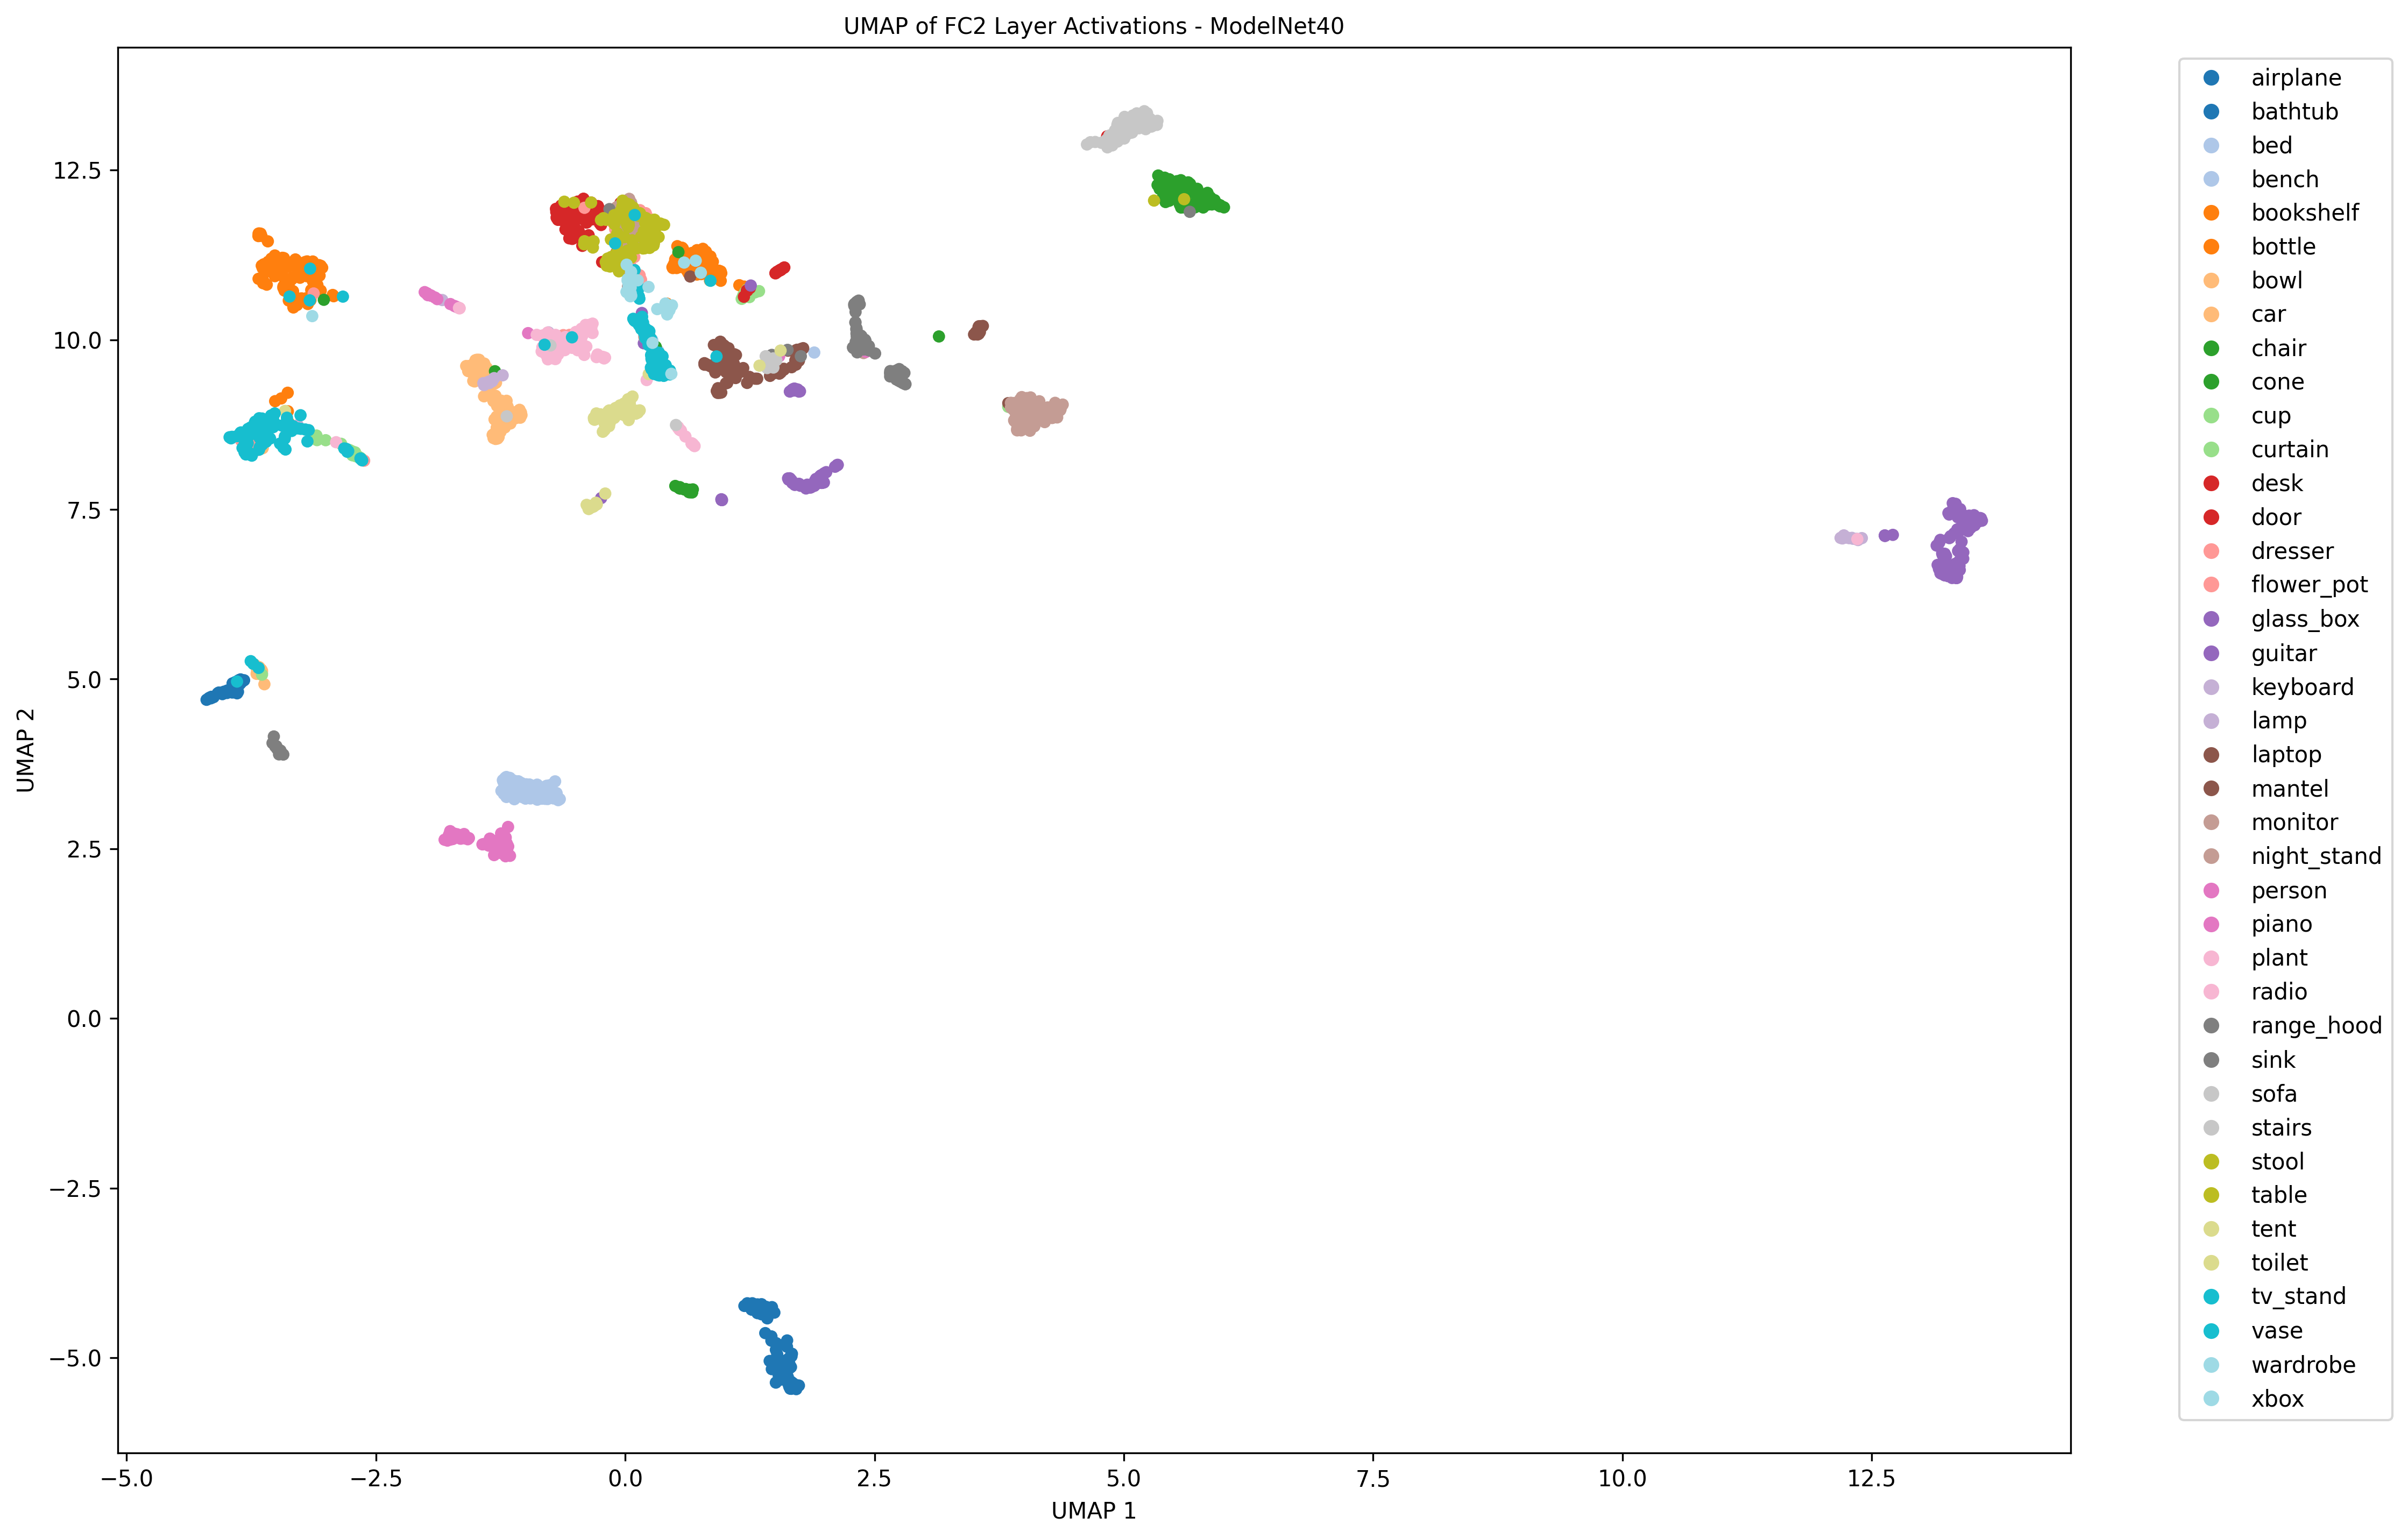 UMAP of FC2 Layer Activations - ModelNet40
UMAP 2
12.5
10.0
7.5
5.0
2.5
0.0
−2.5
−5.0
−5.0
−2.5
0.0
2.5
5.0
7.5
10.0
12.5
UMAP 1
airplane
bathtub
bed
bench
bookshelf
bottle
bowl
car
chair
cone
cup
curtain
desk
door
dresser
flower_pot
glass_box
guitar
keyboard
lamp
laptop
mantel
monitor
night_stand
person
piano
plant
radio
range_hood
sink
sofa
stairs
stool
table
tent
toilet
tv_stand
vase
wardrobe
xbox